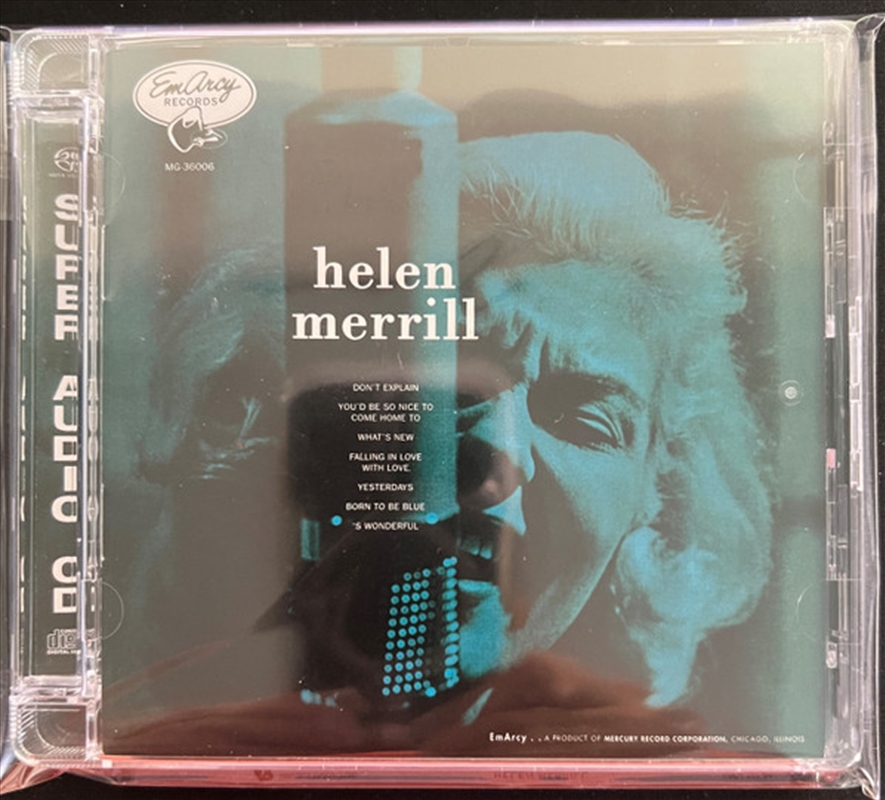 EmArcy
RECORDS
MG-36006
SUPER AUDIO CD
helen
merrill
DON'T EXPLAIN
YOU'D BE SO NICE TO
COME HOME TO
WHAT'S NEW
FALLING IN LOVE
WITH LOVE.
YESTERDAYS
BORN TO BE BLUE
'S WONDERFUL
EmArcy . . A PRODUCT OF MERCURY RECORD CORPORATION, CHICAGO, ILLINOIS
HELEN MERRILL